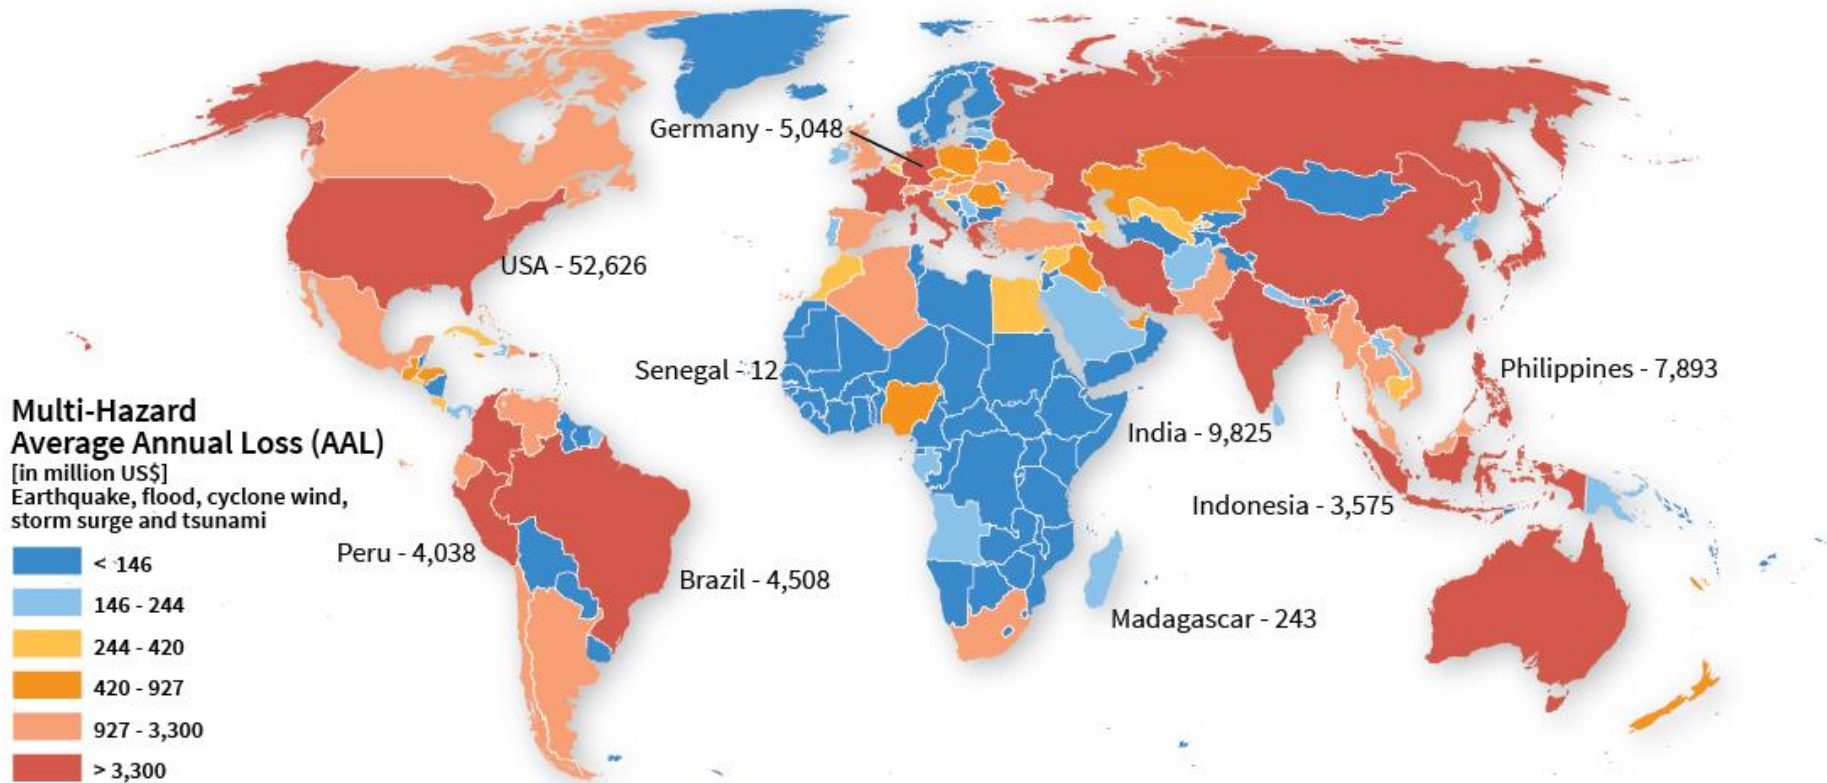 Germany - 5,048
USA - 52,626
Senegal - 12
Philippines - 7,893
India - 9,825
Indonesia - 3,575
Peru - 4,038
Brazil - 4,508
Madagascar - 243
Multi-Hazard
Average Annual Loss (AAL)
[in million US$]
Earthquake, flood, cyclone wind,
storm surge and tsunami
< 146
146 - 244
244 - 420
420 - 927
927 - 3,300
> 3,300